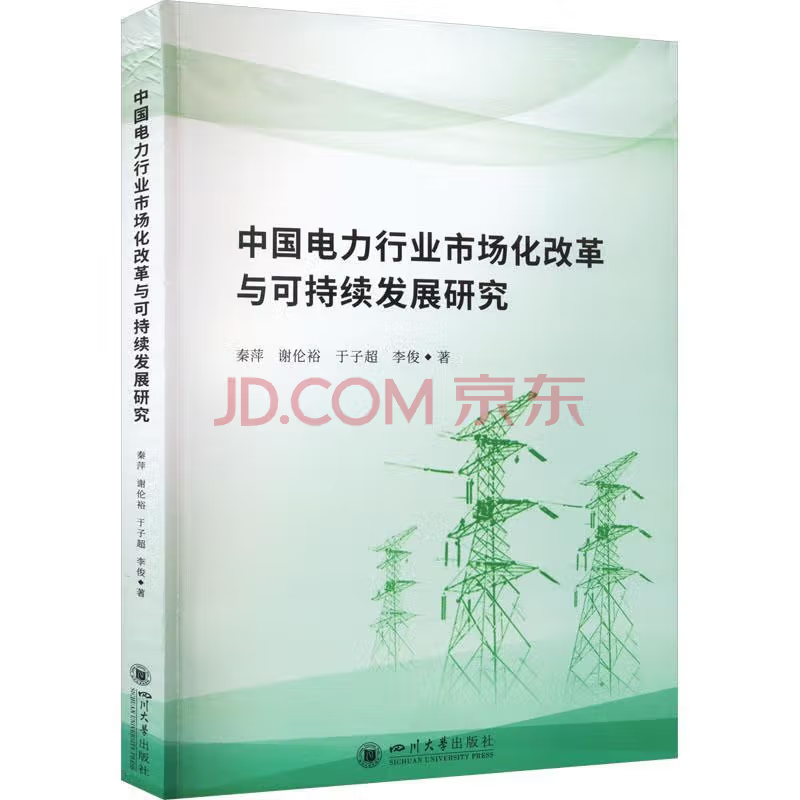 中国电力行业市场化改革与可持续发展研究
秦萍 谢伦裕 于子超 李俊◆著
四川大学出版社
SICHUAN UNIVERSITY PRESS
中国电力行业市场化改革
与可持续发展研究
秦萍 谢伦裕 于子超 李俊◆著
JD.COM 京东
四川大学出版社
SICHUAN UNIVERSITY PRESS